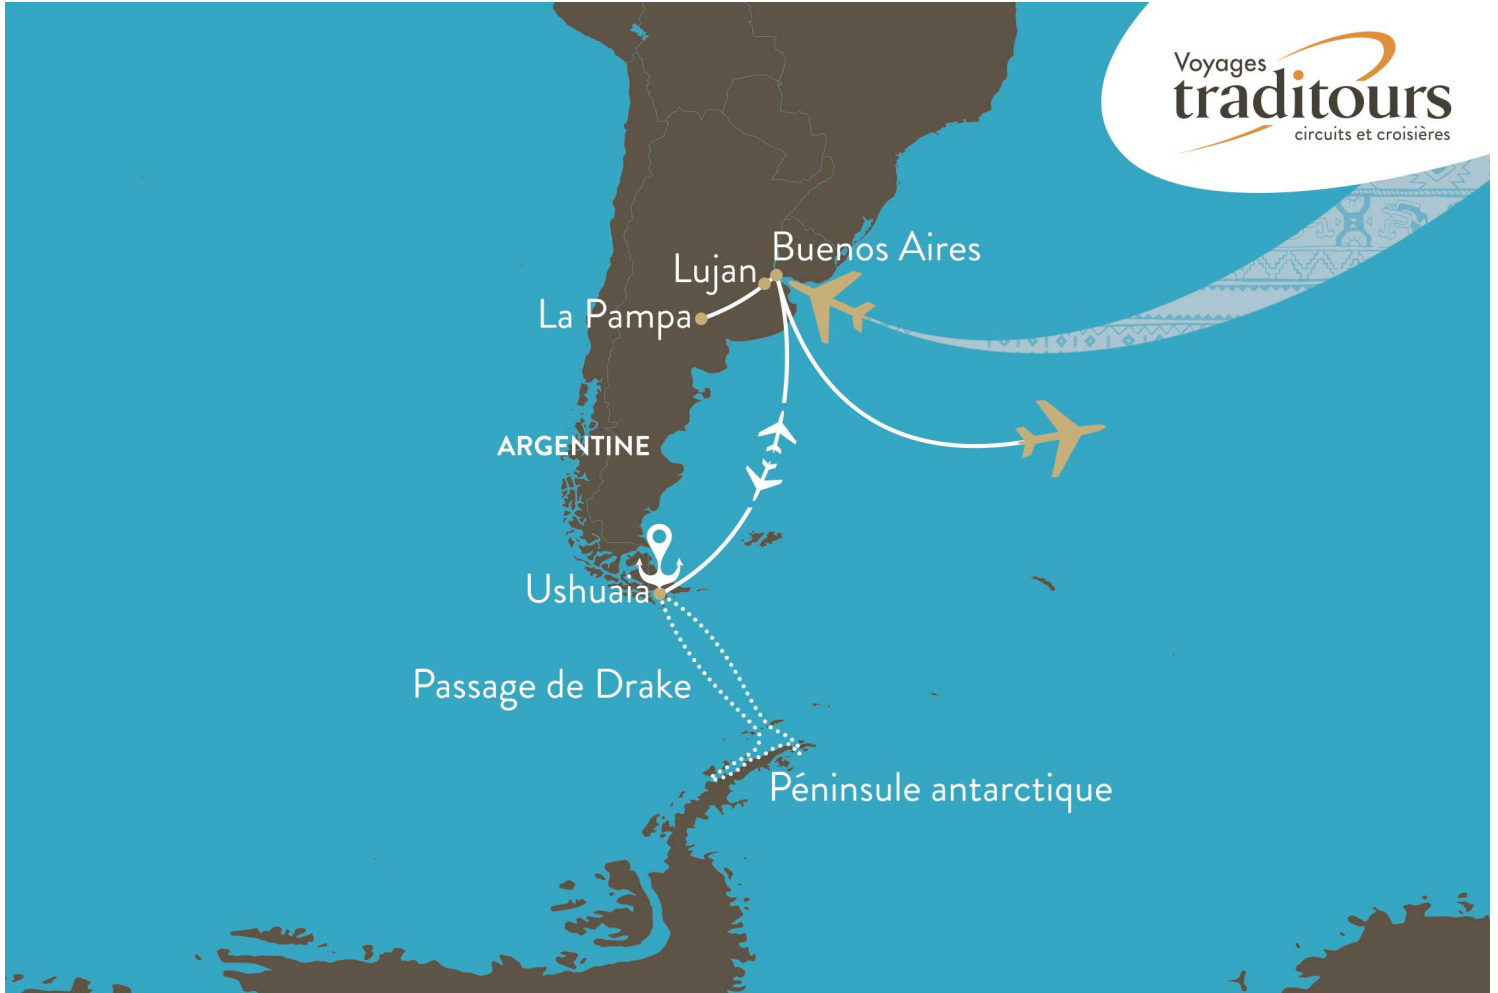 Voyages
traditours
circuits et croisières
Buenos Aires
Lujan
La Pampa
ARGENTINE
Ushuaia
Passage de Drake
Péninsule antarctique